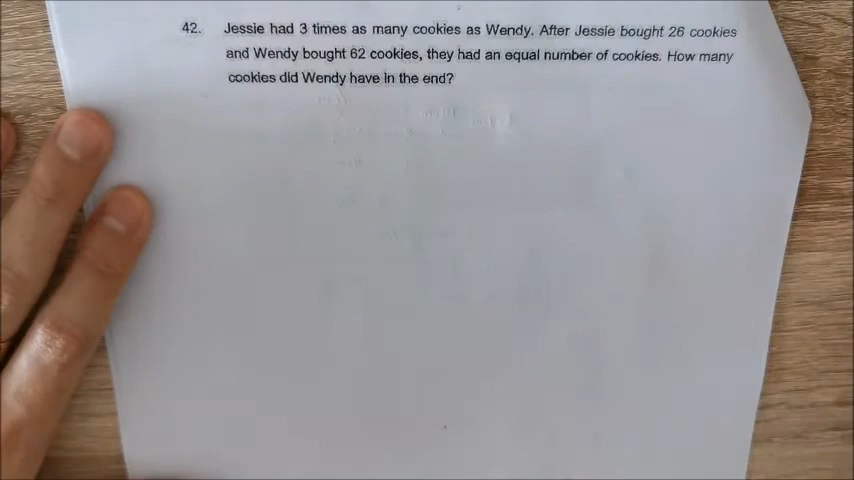 42. Jessie had 3 times as many cookies as Wendy. After Jessie bought 26 cookies
and Wendy bought 62 cookies, they had an equal number of cookies. How many
cookies did Wendy have in the end?